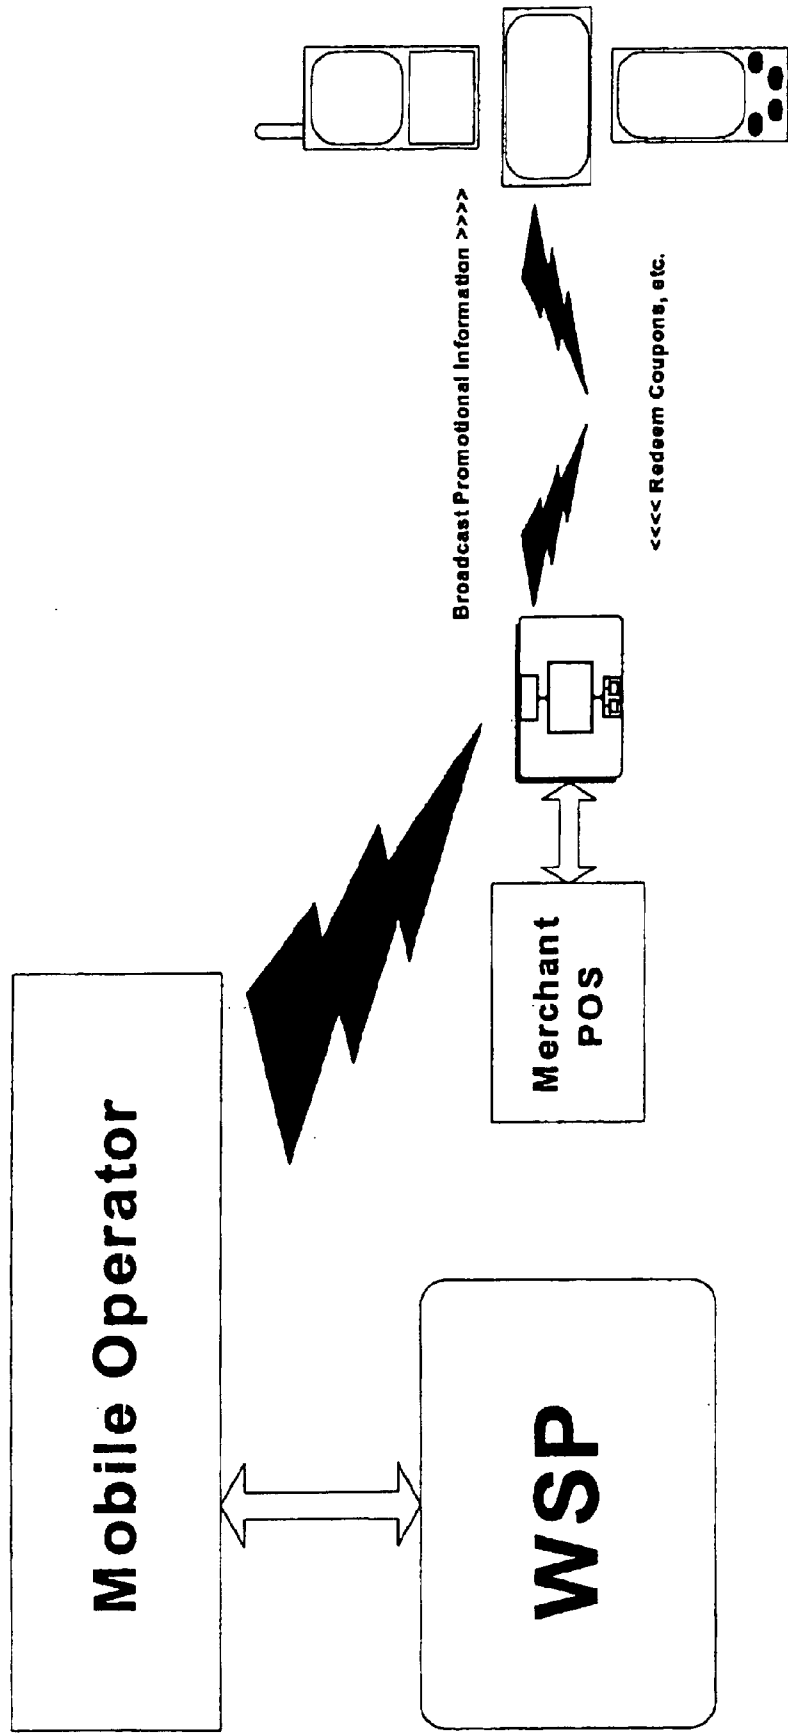 Mobile Operator
WSP
Merchant
POS
Broadcast Promotional Information >>>>
<<<< Redeem Coupons, etc.